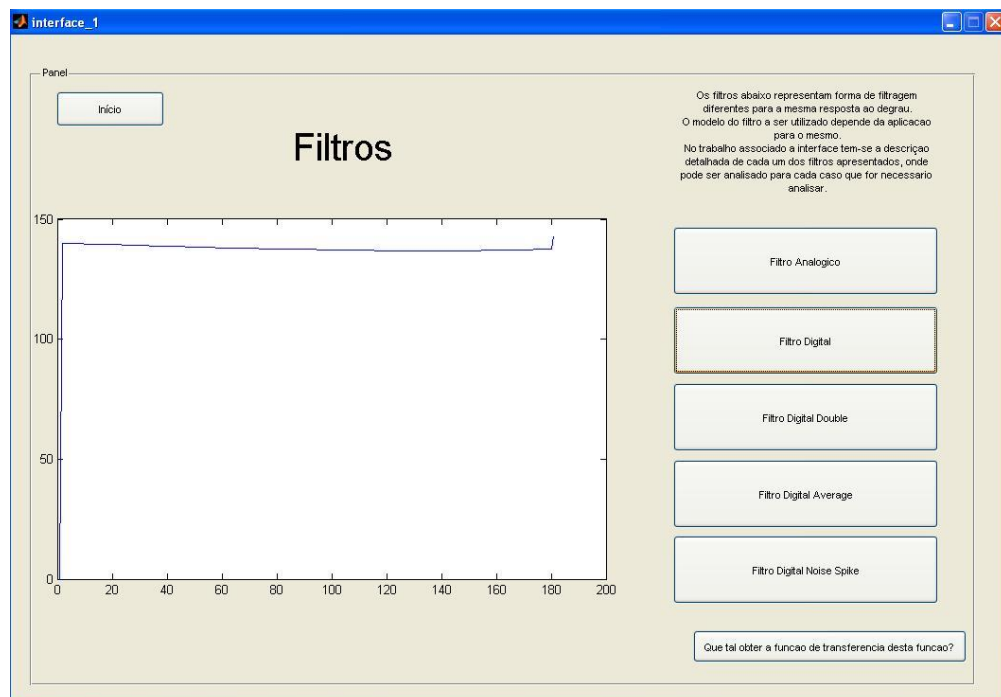 interface_1
Panel
Início
Filtros
Os filtros abaixo representam forma de filtragem
diferentes para a mesma resposta ao degrau.
O modelo do filtro a ser utilizado depende da aplicacao
para o mesmo.
No trabalho associado a interface tem-se a descriçao
detalhada de cada um dos filtros apresentados, onde
pode ser analisado para cada caso que for necessario
analisar.
150
100
50
0
0 20 40 60 80 100 120 140 160 180 200
Filtro Analogico
Filtro Digital
Filtro Digital Double
Filtro Digital Average
Filtro Digital Noise Spike
Que tal obter a funcao de transferencia desta funcao?